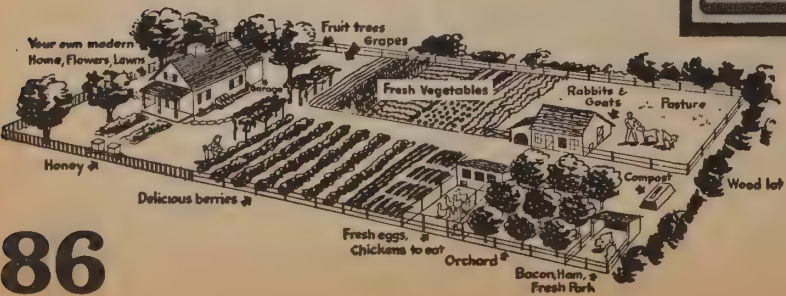 Fruit trees
Grapes
Your own modern
Home, Flowers, Lawns
Garage
Fresh Vegetables
Rabbits &
Goats
Pasture
Honey
Compost
Wood lot
Delicious berries
Fresh eggs,
Chickens to eat
Orchard
Bacon, Ham,
Fresh Pork
86